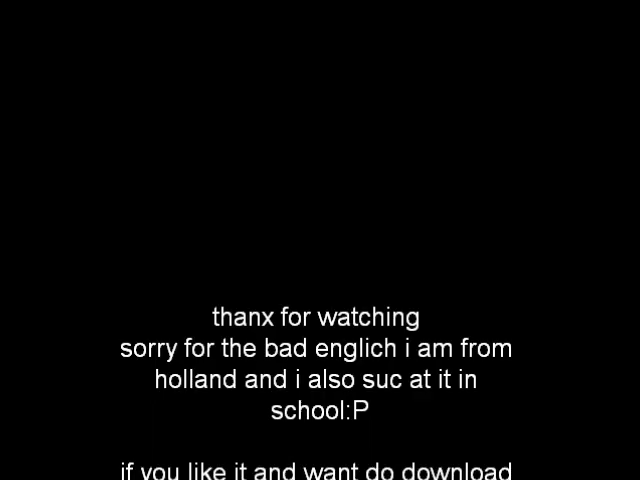 thanx for watching
sorry for the bad englich i am from
holland and i also suc at it in
school:P
if you like it and want do download